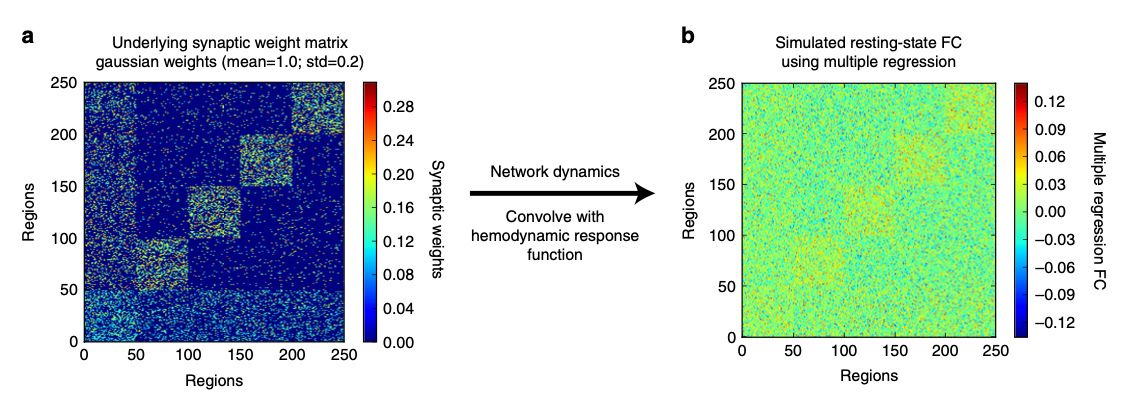 a
Underlying synaptic weight matrix
gaussian weights (mean=1.0; std=0.2)
250
200
150
100
50
0
Regions
0 50 100 150 200 250
Regions
0.28
0.24
0.20
0.16
0.12
0.08
0.04
0.00
Synaptic weights
Network dynamics
Convolve with
hemodynamic response
function
b
Simulated resting-state FC
using multiple regression
250
200
150
100
50
0
Regions
0 50 100 150 200 250
Regions
0.12
0.09
0.06
0.03
0.00
−0.03
−0.06
−0.09
−0.12
Multiple regression FC